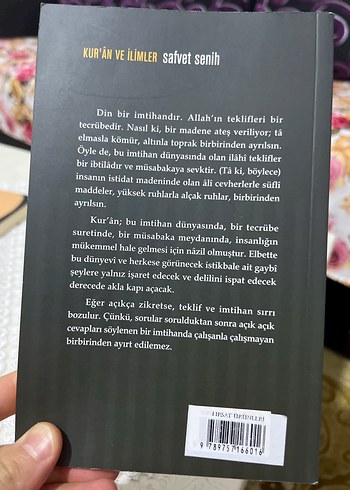 KUR'ÂN VE İLİMLER safvet senih
Din bir imtihandır. Allah'ın teklifleri bir
tecrübedir. Nasıl ki, bir madene ateş veriliyor; tâ
elmasla kömür, altınla toprak birbirinden ayrılsın.
Öyle de, bu imtihan dünyasında olan ilâhî teklifler
bir ibtilâdır ve müsabakaya sevktir. (Tâ ki, böylece)
insanın istidat madeninde olan âli cevherlerle süflî
maddeler, yüksek ruhlarla alçak ruhlar, birbirinden
ayrılsın.
Kur'ân; bu imtihan dünyasında, bir tecrübe
suretinde, bir müsabaka meydanında, insanlığın
mükemmel hale gelmesi için nâzil olmuştur. Elbette
bu dünyevî ve herkese görünecek istikbale ait gaybî
şeylere yalnız işaret edecek ve delilini ispat edecek
derecede akla kapı açacak.
Eğer açıkça zikretse, teklif ve imtihan sırrı
bozulur. Çünkü, sorular sorulduktan sonra açık açık
cevapları söylenen bir imtihanda çalışanla çalışmayan
birbirinden ayırt edilemez.
FIRSAT ÜRÜNLERİ
9 789757 166016